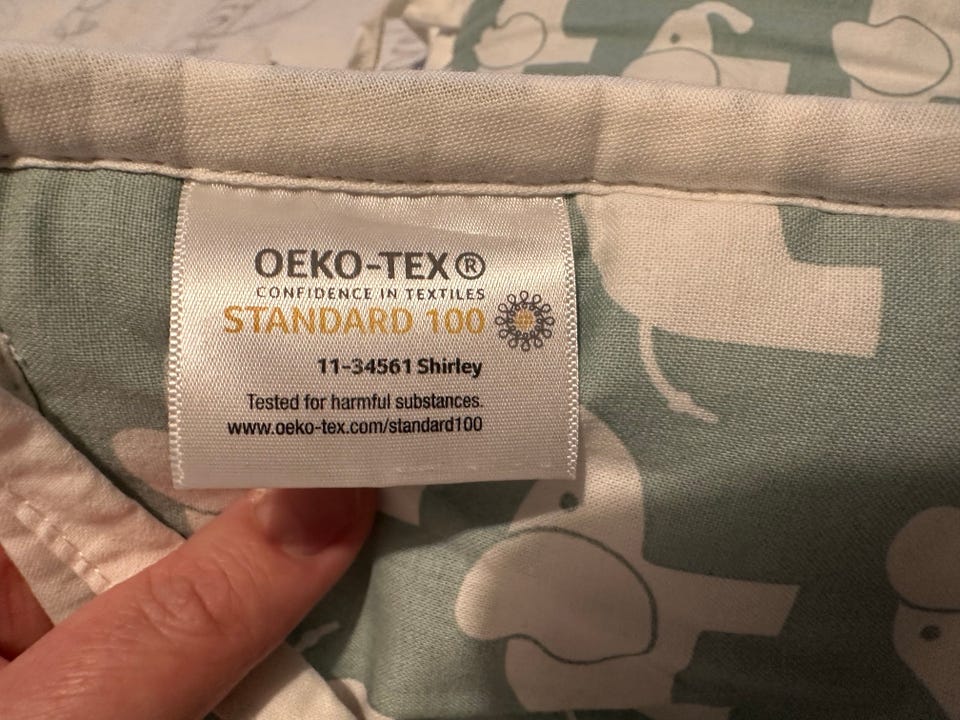 OEKO-TEX®
CONFIDENCE IN TEXTILES
STANDARD 100
11-34561 Shirley
Tested for harmful substances.
www.oeko-tex.com/standard100